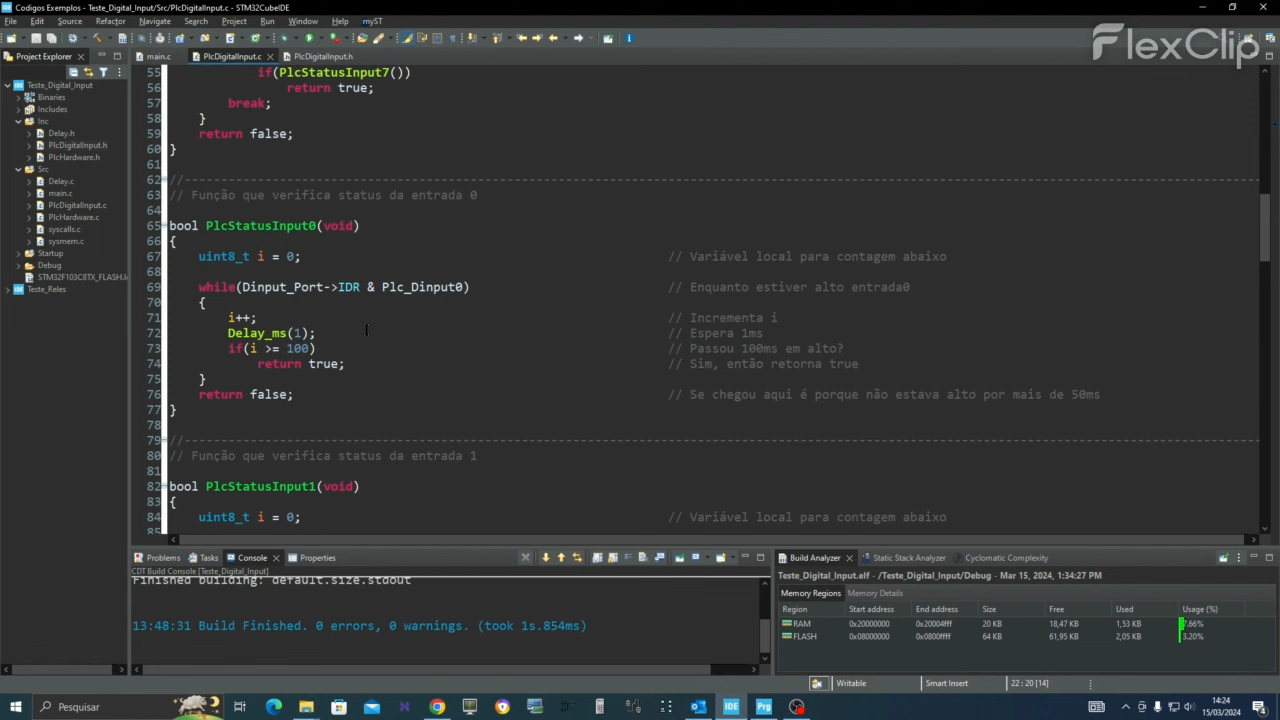 Codigos Exemplos - Teste_Digital_Input/Src/PlcDigitalInput.c - STM32CubeIDE
File Edit Source Refactor Navigate Search Project Run Window Help myST
FlexClip
Project Explorer
main.c PlcDigitalInput.c PlcDigitalInput.h
Teste_Digital_Input
Binaries
Includes
Inc
Delay.h
PlcDigitalInput.h
PlcHardware.h
Src
Delay.c
main.c
PlcDigitalInput.c
PlcHardware.c
syscalls.c
sysmem.c
Startup
Debug
STM32F103C8TX_FLASH.l
Teste_Reles
55 if(PlcStatusInput7())
56 return true;
57 break;
58 }
59 return false;
60 }
61
62 //------------------------------------------------------------
63 // Função que verifica status da entrada 0
64
65 bool PlcStatusInput0(void)
66 {
67 uint8_t i = 0; // Variável local para contagem abaixo
68
69 while(Dinput_Port->IDR & Plc_Dinput0) // Enquanto estiver alto entrada0
70 {
71 i++; // Incrementa i
72 Delay_ms(1); // Espera 1ms
73 if(i >= 100) // Passou 100ms em alto?
74 return true; // Sim, então retorna true
75 }
76 return false; // Se chegou aqui é porque não estava alto por mais de 50ms
77 }
78
79 //------------------------------------------------------------
80 // Função que verifica status da entrada 1
81
82 bool PlcStatusInput1(void)
83 {
84 uint8_t i = 0; // Variável local para contagem abaixo
85
Problems Tasks Console Properties
CDT Build Console [Teste_Digital_Input]
Finished building: default.size.stdout
13:48:31 Build Finished. 0 errors, 0 warnings. (took 1s.854ms)
Build Analyzer Static Stack Analyzer Cyclomatic Complexity
Teste_Digital_Input.elf - /Teste_Digital_Input/Debug - Mar 15, 2024, 1:34:27 PM
Memory Regions Memory Details
Region Start address End address Size Free Used Usage (%)
RAM 0x20000000 0x20004fff 20 KB 18,47 KB 1,53 KB 7.66%
FLASH 0x08000000 0x0800ffff 64 KB 61,95 KB 2,05 KB 3.20%
Writable Smart Insert 22 : 20 [14]
Pesquisar
IDE
Prg
14:24
15/03/2024